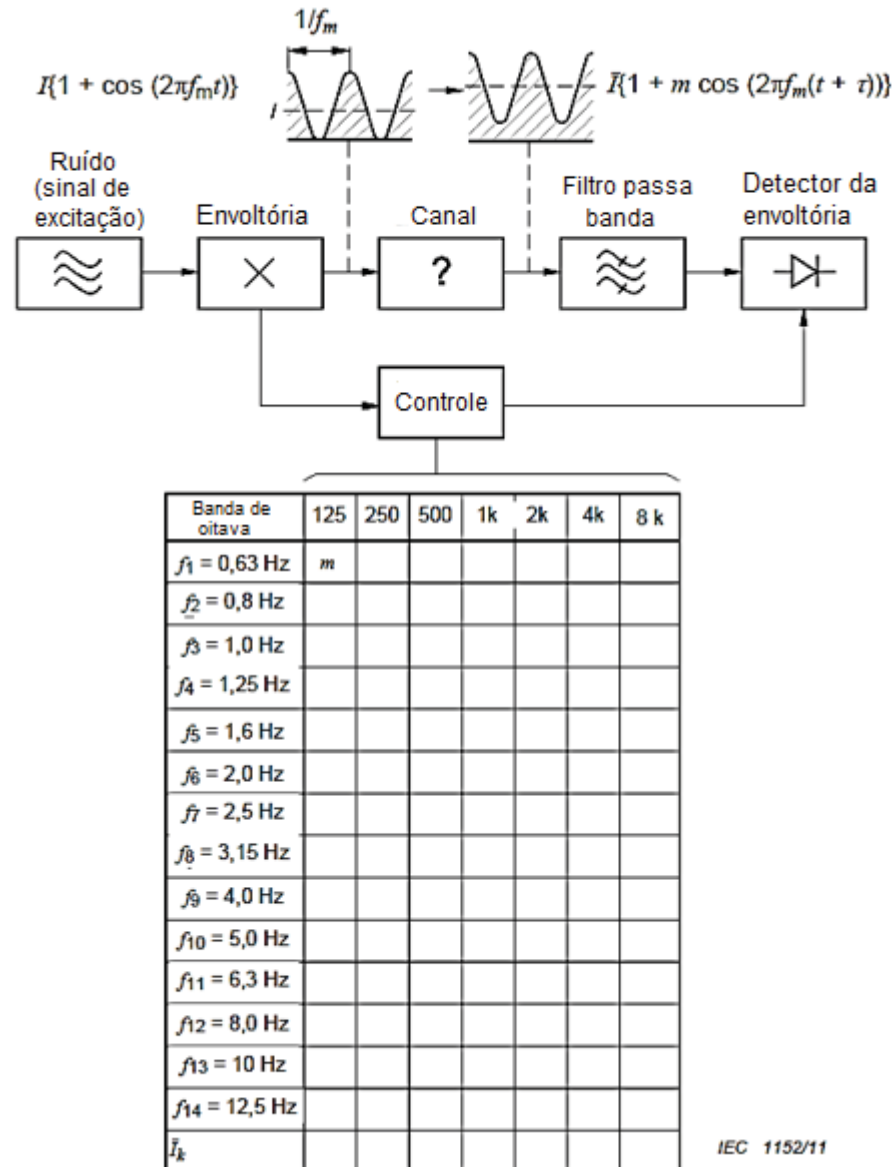 1/fm
I{1 + cos (2πfmt)}
Ī{1 + m cos (2πfm(t + τ))}
I
Ruído
(sinal de
excitação)
Envoltória
Canal
Filtro passa
banda
Detector da
envoltória
?
Controle
Banda de
oitava
125 250 500 1k 2k 4k 8 k
f1 = 0,63 Hz m
f2 = 0,8 Hz
f3 = 1,0 Hz
f4 = 1,25 Hz
f5 = 1,6 Hz
f6 = 2,0 Hz
f7 = 2,5 Hz
f8 = 3,15 Hz
f9 = 4,0 Hz
f10 = 5,0 Hz
f11 = 6,3 Hz
f12 = 8,0 Hz
f13 = 10 Hz
f14 = 12,5 Hz
Īk
IEC 1152/11